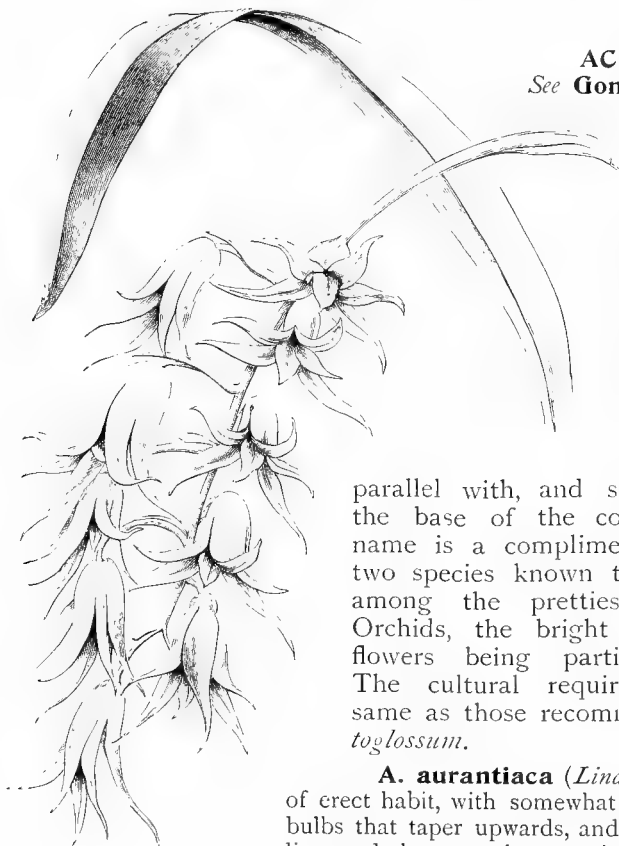 AC
See Gon
parallel with, and s
the base of the co
name is a complime
two species known t
among the pretties
Orchids, the bright
flowers being parti
The cultural requir
same as those recom
toglossum.
A. aurantiaca (Lind
of erect habit, with somewhat
bulbs that taper upwards, and